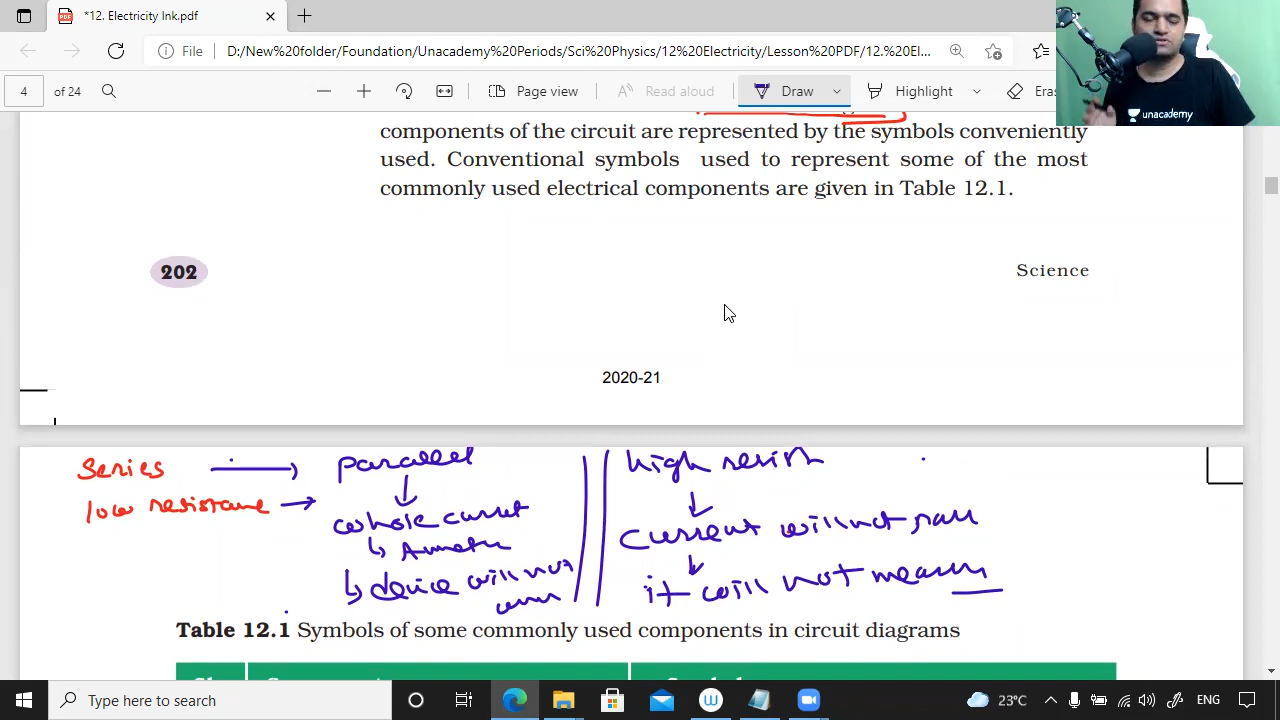 *12. Electricity Ink.pdf
File
D:/New%20folder/Foundation/Unacademy%20Periods/Sci%20Physics/12%20Electricity/Lesson%20PDF/12.%20El...
4 of 24
Page view
Read aloud
Draw
Highlight
Eras
unacademy
components of the circuit are represented by the symbols conveniently
used. Conventional symbols used to represent some of the most
commonly used electrical components are given in Table 12.1.
202
Science
2020-21
Series → parallel
low resistance →
whole current
device will not
high resist
current will not
it will not
Table 12.1 Symbols of some commonly used components in circuit diagrams
Type here to search
23°C
ENG